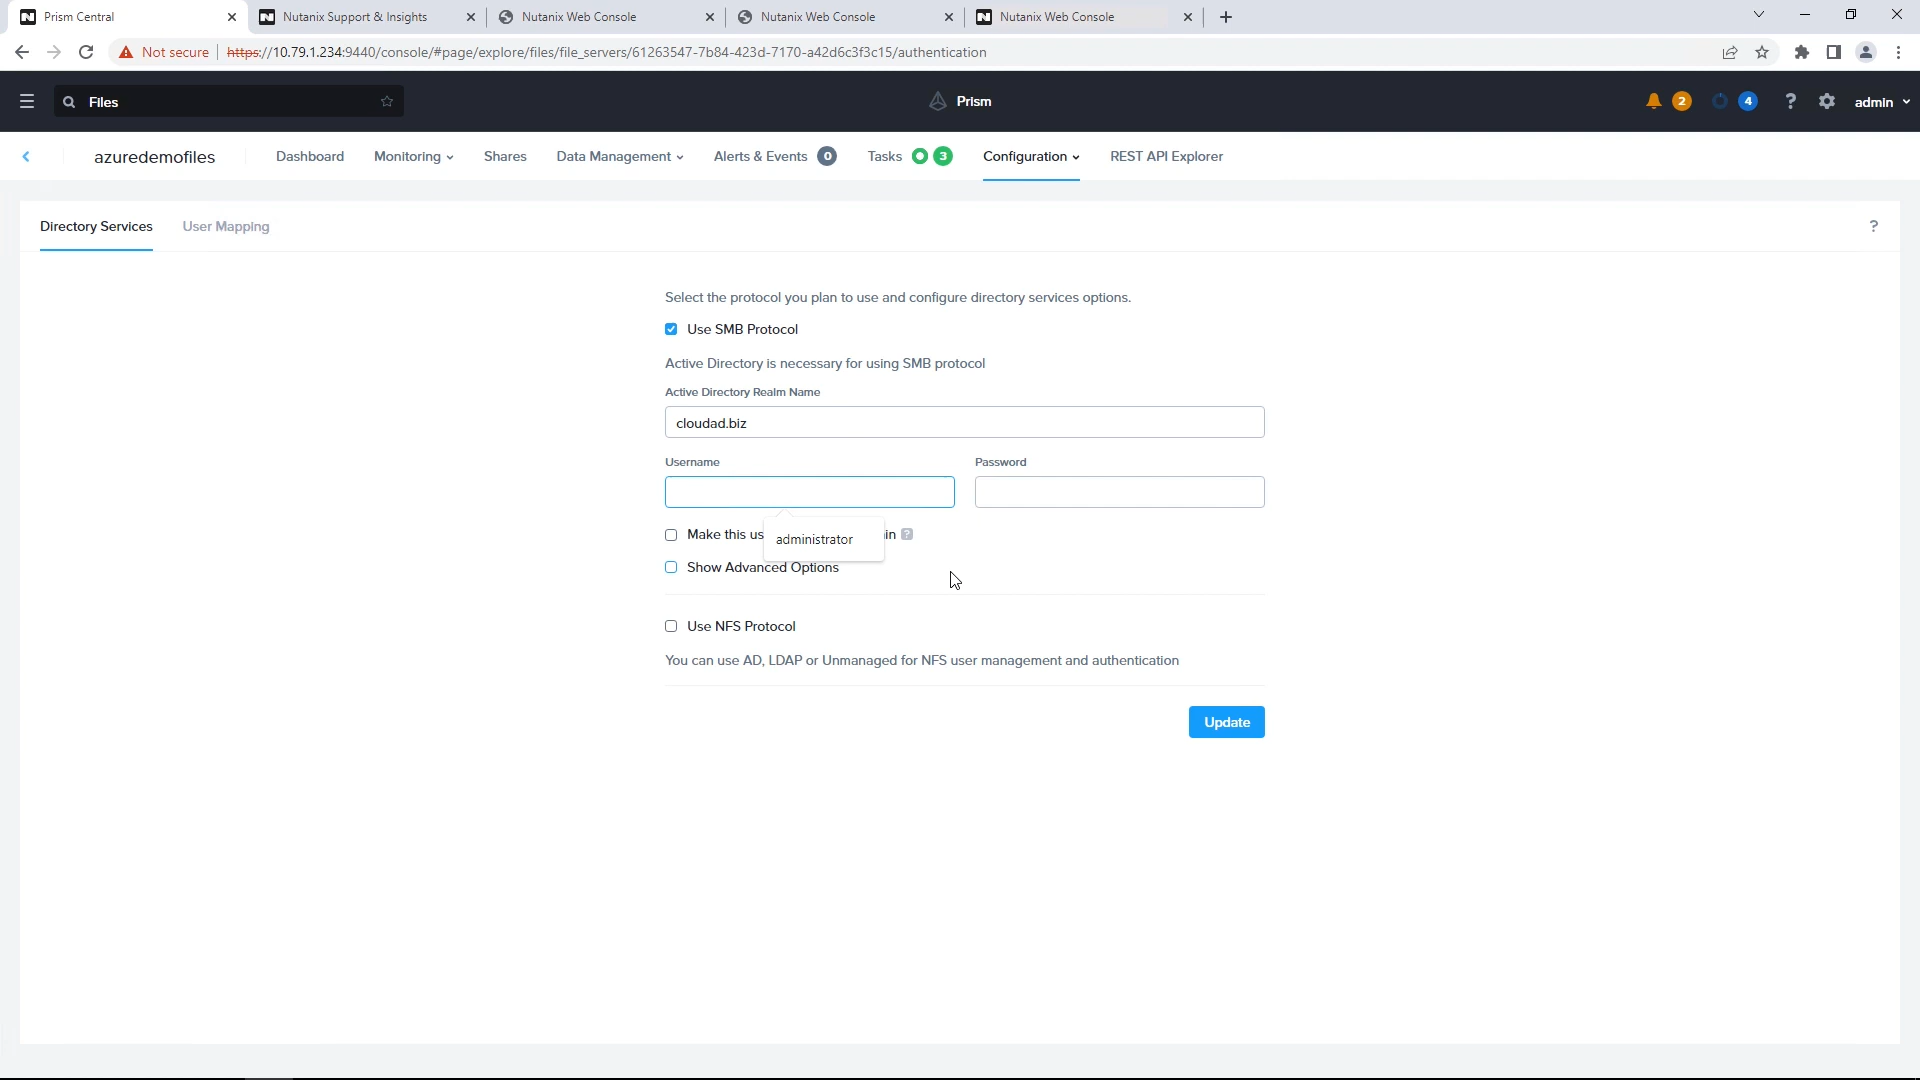 Prism Central
Nutanix Support & Insights
Nutanix Web Console
Nutanix Web Console
Nutanix Web Console
Not secure
https://10.79.1.234:9440/console/#page/explore/files/file_servers/61263547-7b84-423d-7170-a42d6c3f3c15/authentication
Files
Prism
2
4
?
admin
azuredemofiles
Dashboard
Monitoring
Shares
Data Management
Alerts & Events 0
Tasks 3
Configuration
REST API Explorer
Directory Services
User Mapping
?
Select the protocol you plan to use and configure directory services options.
Use SMB Protocol
Active Directory is necessary for using SMB protocol
Active Directory Realm Name
cloudad.biz
Username
Password
Make this us
administrator
in ?
Show Advanced Options
Use NFS Protocol
You can use AD, LDAP or Unmanaged for NFS user management and authentication
Update